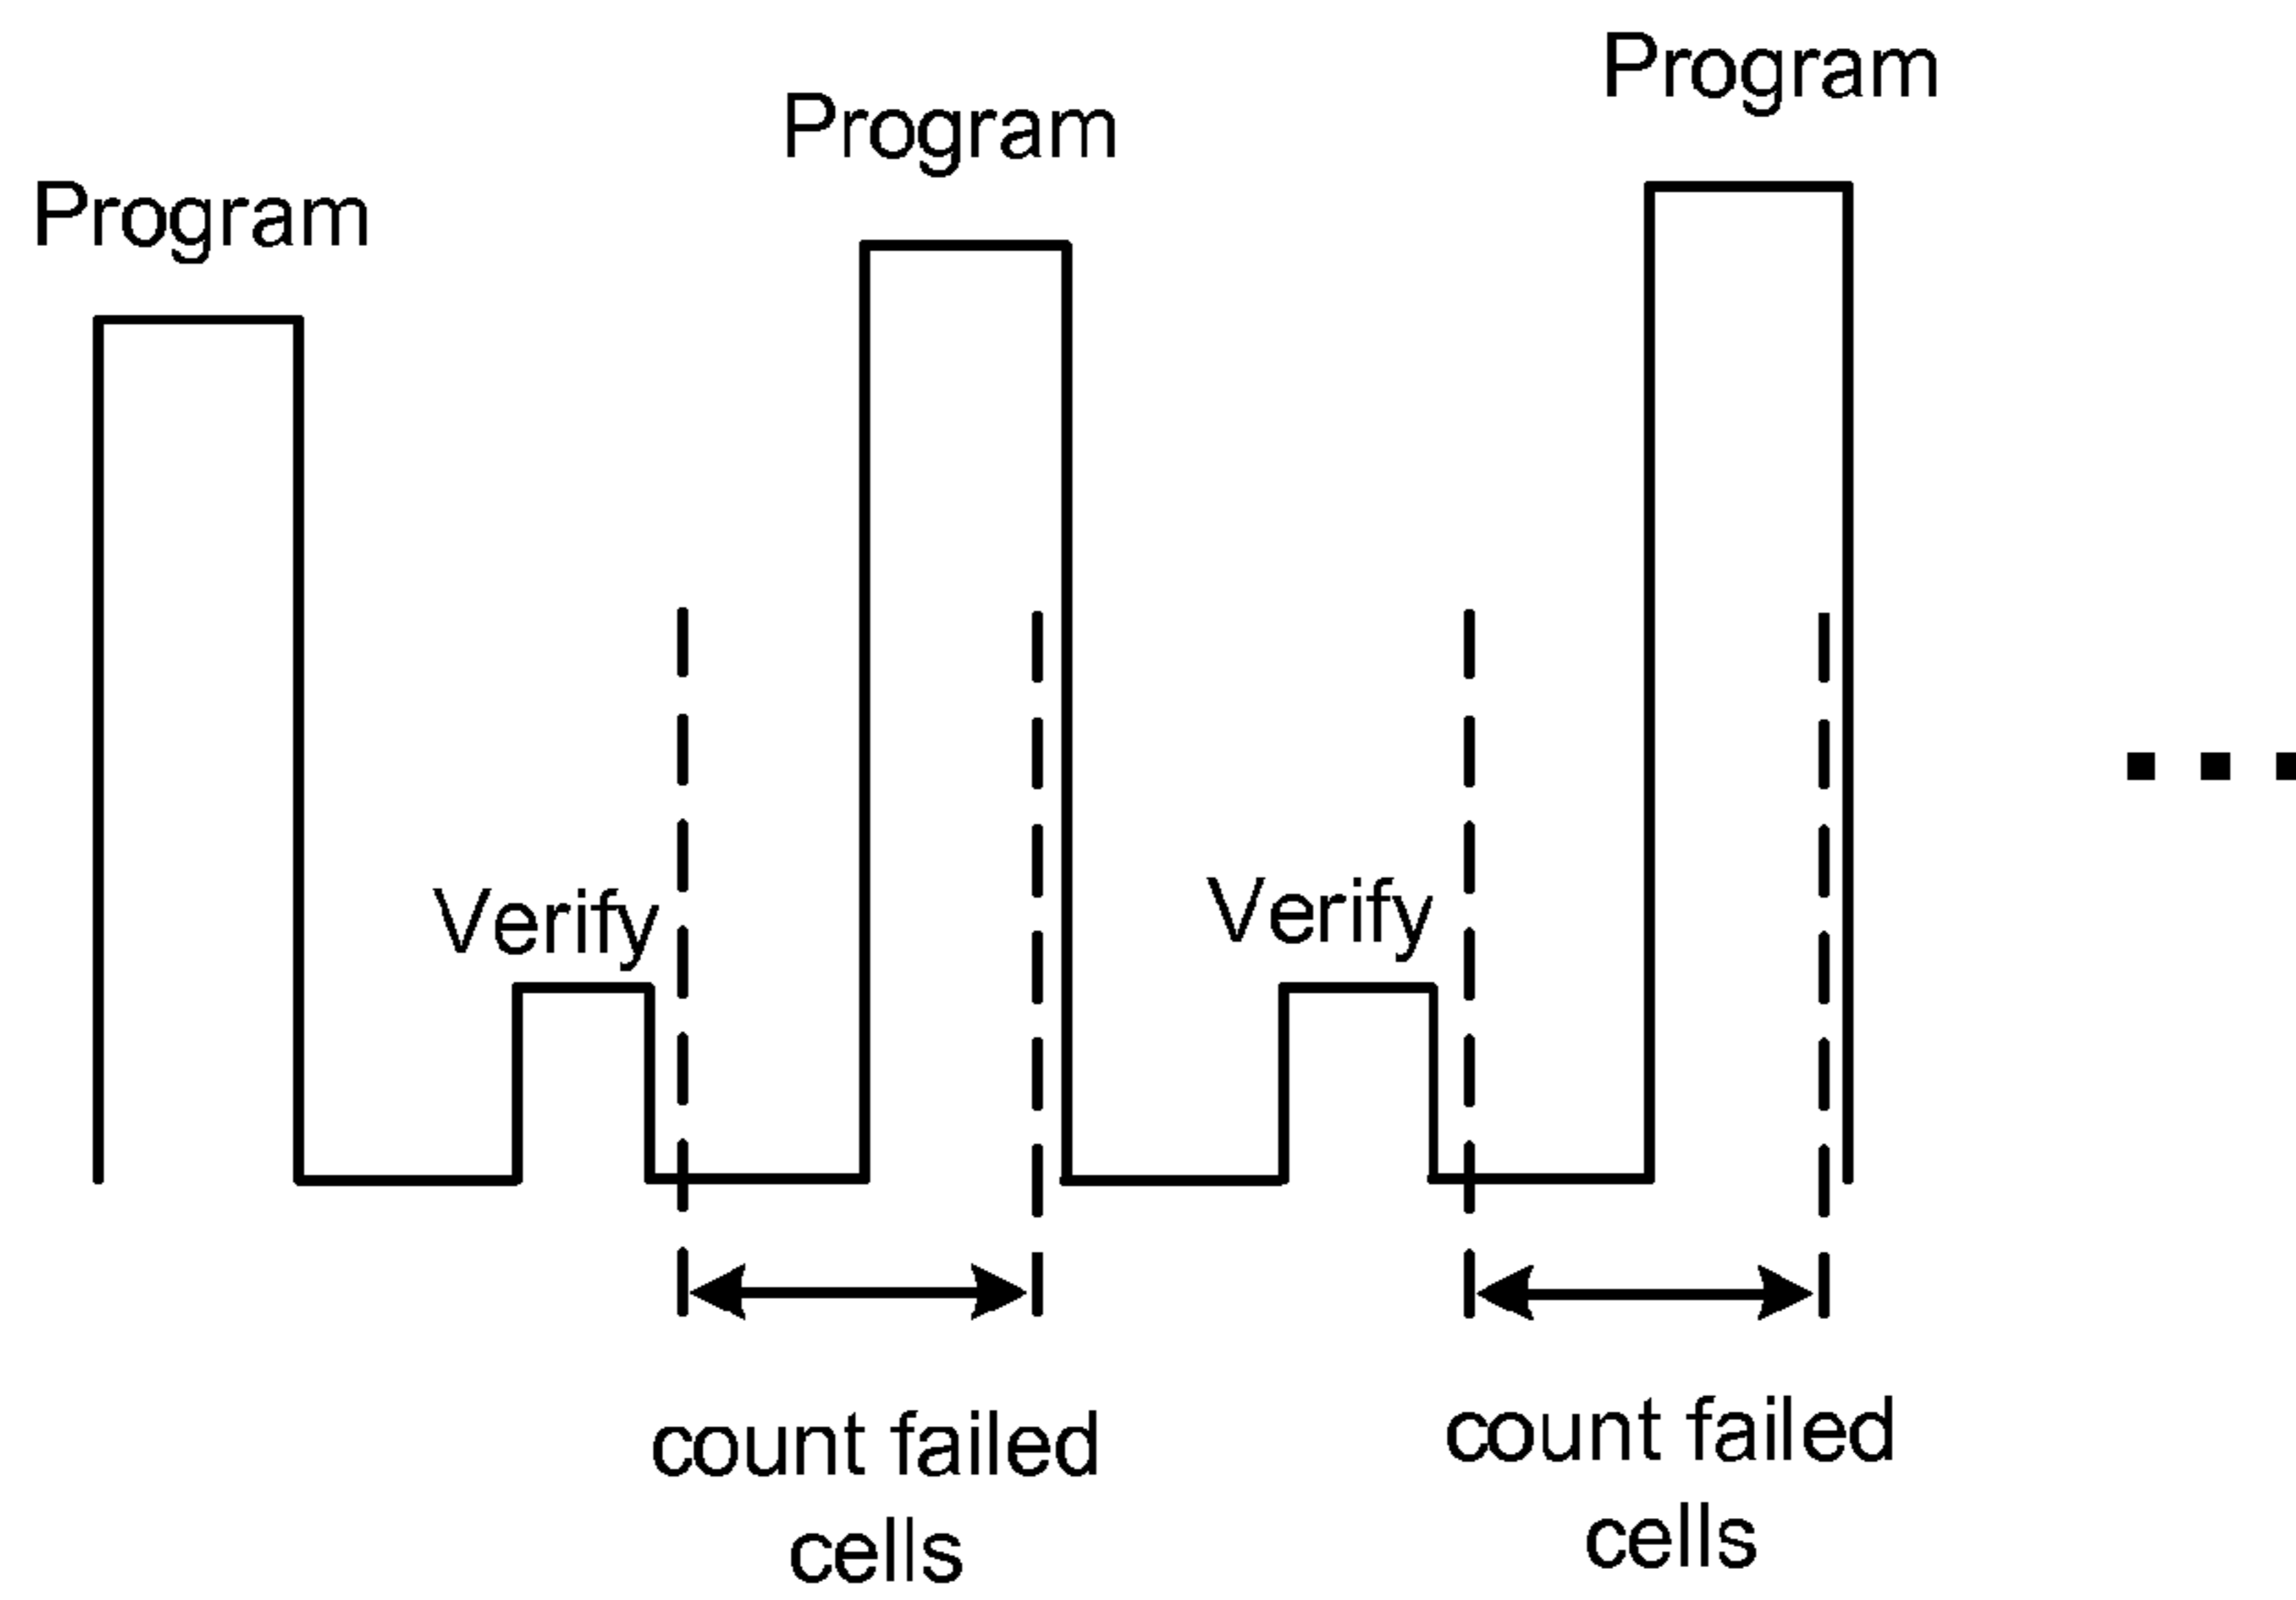 Program
Program
Program
Verify
Verify
count failed
cells
count failed
cells